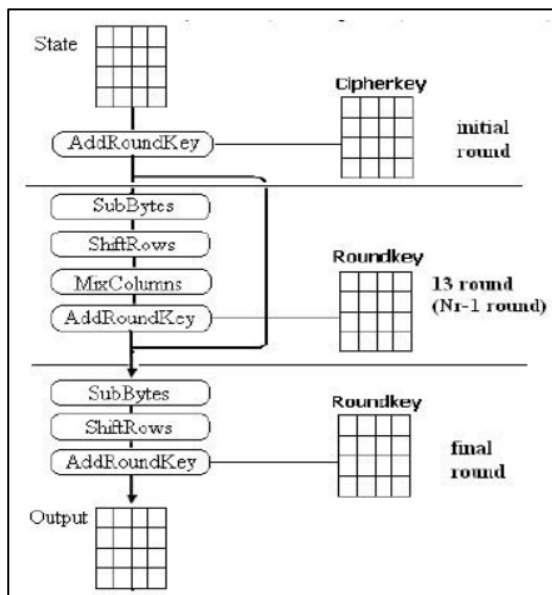 State
Cipherkey
AddRoundKey
initial
round
SubBytes
ShiftRows
MixColumns
AddRoundKey
Roundkey
13 round
(Nr-1 round)
SubBytes
ShiftRows
AddRoundKey
Roundkey
final
round
Output